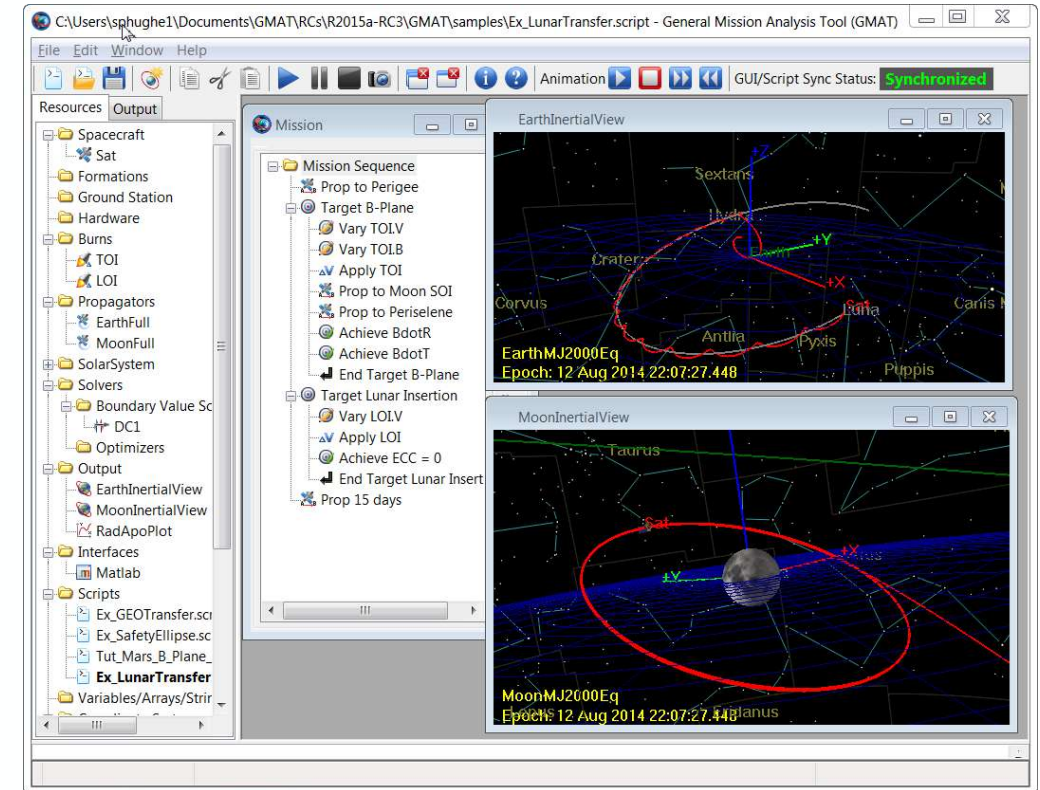 C:\Users\sphughe1\Documents\GMAT\RCs\R2015a-RC3\GMAT\samples\Ex_LunarTransfer.script - General Mission Analysis Tool (GMAT)
File Edit Window Help
Animation GUI/Script Sync Status: Synchronized
Resources Output
Spacecraft
Sat
Formations
Ground Station
Hardware
Burns
TOI
LOI
Propagators
EarthFull
MoonFull
SolarSystem
Solvers
Boundary Value Sc
DC1
Optimizers
Output
EarthInertialView
MoonInertialView
RadApoPlot
Interfaces
Matlab
Scripts
Ex_GEOTransfer.scr
Ex_SafetyEllipse.sc
Tut_Mars_B_Plane_
Ex_LunarTransfer
Variables/Arrays/Strir
Mission
Mission Sequence
Prop to Perigee
Target B-Plane
Vary TOI.V
Vary TOI.B
Apply TOI
Prop to Moon SOI
Prop to Periselene
Achieve BdotR
Achieve BdotT
End Target B-Plane
Target Lunar Insertion
Vary LOI.V
Apply LOI
Achieve ECC = 0
End Target Lunar Insert
Prop 15 days
EarthInertialView
+Z
Sextans
Hydra
+Y
Earth
Crater
+X
Corvus
Sat
Luna
Canis
Antlia
Pyxis
Puppis
EarthMJ2000Eq
Epoch: 12 Aug 2014 22:07:27.448
MoonInertialView
Taurus
Sat
+X
+Y
MoonMJ2000Eq
Epoch: 12 Aug 2014 22:07:27.448